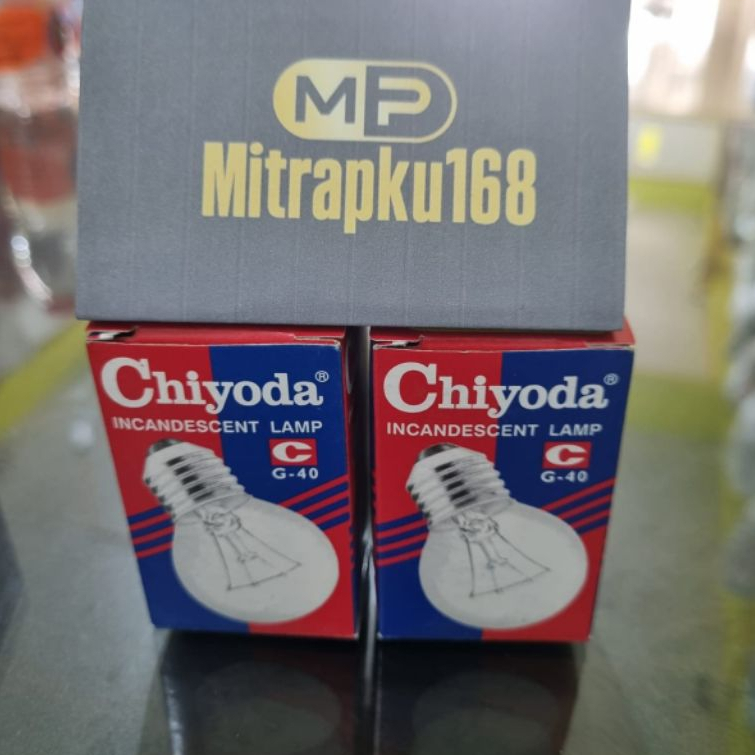 MP
Mitrapku168
Chiyoda®
INCANDESCENT LAMP
C
G-40
Chiyoda®
INCANDESCENT LAMP
C
G-40